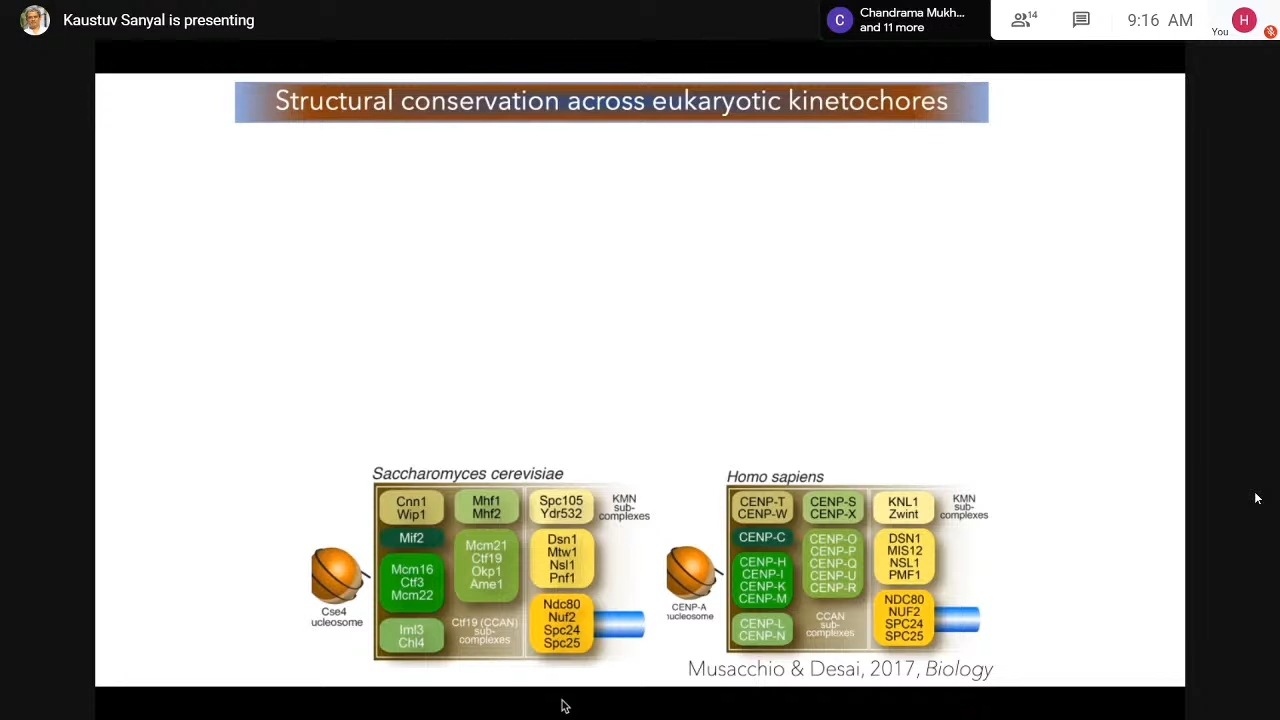 Kaustuv Sanyal is presenting
Chandrama Mukh...
and 11 more
C
14
9:16 AM
You
H
Structural conservation across eukaryotic kinetochores
Saccharomyces cerevisiae
Cnn1
Wip1
Mhf1
Mhf2
Spc105
Ydr532
KMN
sub-
complexes
Mif2
Mcm21
Ctf19
Okp1
Ame1
Dsn1
Mtw1
Nsl1
Pnf1
Mcm16
Ctf3
Mcm22
Ndc80
Nuf2
Spc24
Spc25
Iml3
Chl4
Ctf19 (CCAN)
sub-
complexes
Cse4
ucleosome
Homo sapiens
CENP-T
CENP-W
CENP-S
CENP-X
KNL1
Zwint
KMN
sub-
complexes
CENP-C
CENP-O
CENP-P
CENP-Q
CENP-U
CENP-R
DSN1
MIS12
NSL1
PMF1
CENP-H
CENP-I
CENP-K
CENP-M
NDC80
NUF2
SPC24
SPC25
CENP-L
CENP-N
CCAN
sub-
complexes
CENP-A
nucleosome
Musacchio & Desai, 2017, Biology